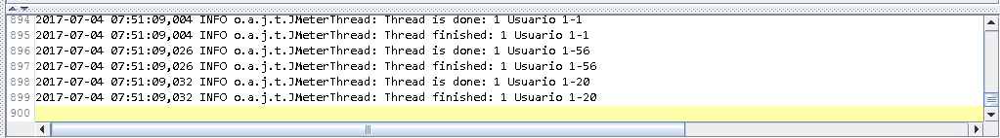 894 2017-07-04 07:51:09,004 INFO o.a.j.t.JMeterThread: Thread is done: 1 Usuario 1-1
895 2017-07-04 07:51:09,004 INFO o.a.j.t.JMeterThread: Thread finished: 1 Usuario 1-1
896 2017-07-04 07:51:09,026 INFO o.a.j.t.JMeterThread: Thread is done: 1 Usuario 1-56
897 2017-07-04 07:51:09,026 INFO o.a.j.t.JMeterThread: Thread finished: 1 Usuario 1-56
898 2017-07-04 07:51:09,032 INFO o.a.j.t.JMeterThread: Thread is done: 1 Usuario 1-20
899 2017-07-04 07:51:09,032 INFO o.a.j.t.JMeterThread: Thread finished: 1 Usuario 1-20
900